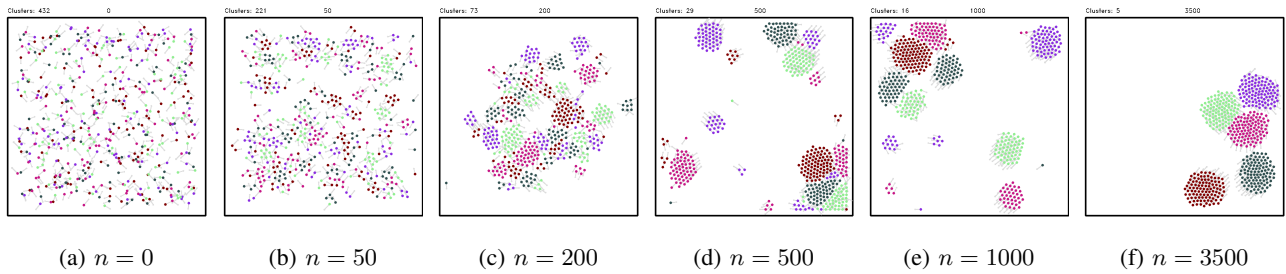 Clusters: 432 0
Clusters: 221 50
Clusters: 73 200
Clusters: 29 500
Clusters: 16 1000
Clusters: 5 3500
(a) n = 0
(b) n = 50
(c) n = 200
(d) n = 500
(e) n = 1000
(f) n = 3500